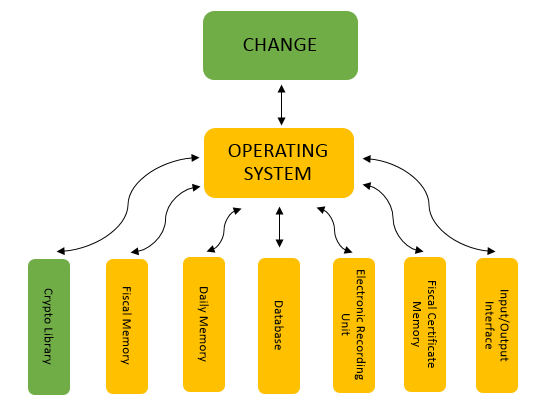 CHANGE
OPERATING
SYSTEM
Crypto Library
Fiscal Memory
Daily Memory
Database
Electronic Recording
Unit
Fiscal Certificate
Memory
Input/Output
Interface